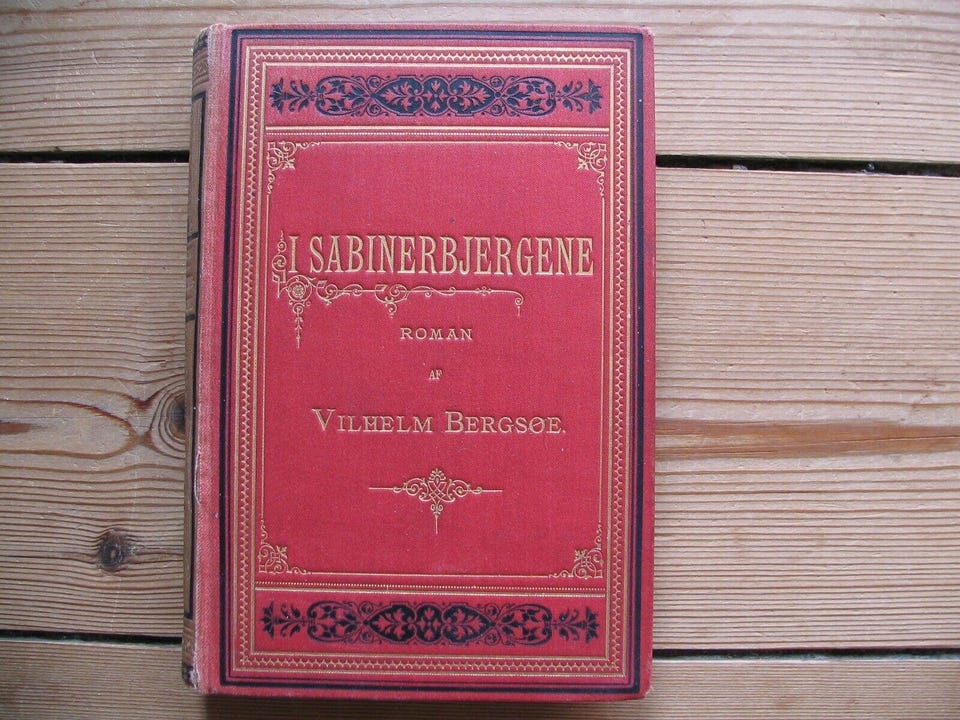 I SABINERBJERGENE
ROMAN
AF
VILHELM BERGSØE.